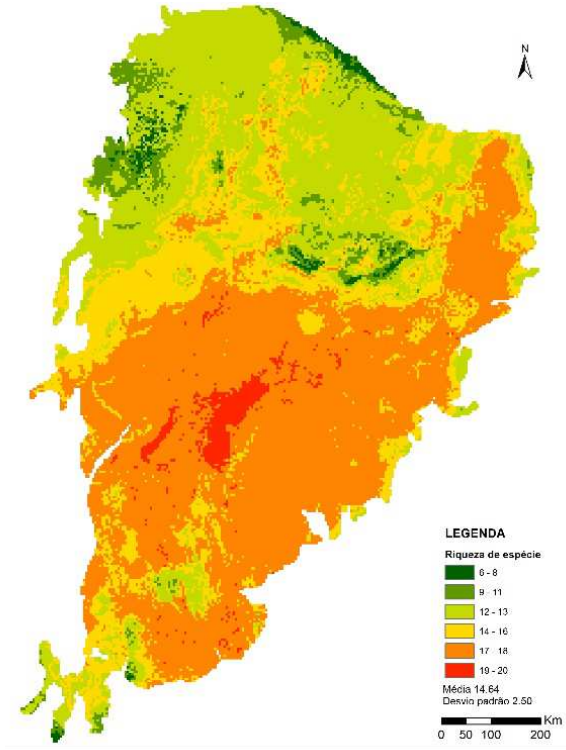 N
LEGENDA
Riqueza de espécie
6 - 8
9 - 11
12 - 13
14 - 16
17 - 18
19 - 20
Média 14.64
Desvio padrão 2.50
Km
0 50 100 200